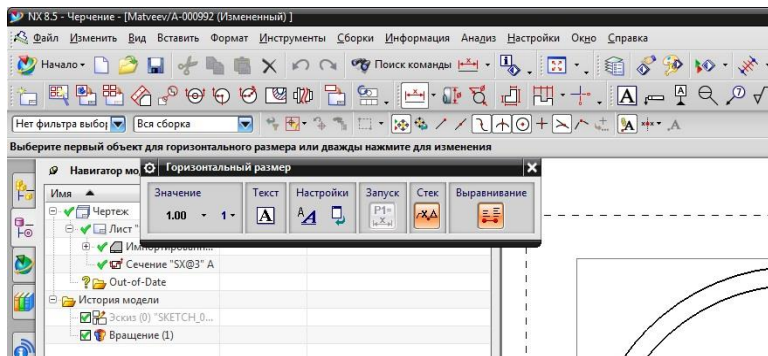 NX 8.5 - Черчение - [Matveev/A-000992 (Измененный) ]
Файл Изменить Вид Вставить Формат Инструменты Сборки Информация Анализ Настройки Окно Справка
Начало Поиск команды
A
Нет фильтра выбор Вся сборка A A
Выберите первый объект для горизонтального размера или дважды нажмите для изменения
Навигатор мо Горизонтальный размер
Имя Значение Текст Настройки Запуск Стек Выравнивание
Чертеж 1.00 1 A A A P1=
Лист "
Импортированн...
Сечение "SX@3" A
Out-of-Date
История модели
Эскиз (0) "SKETCH_0...
Вращение (1)